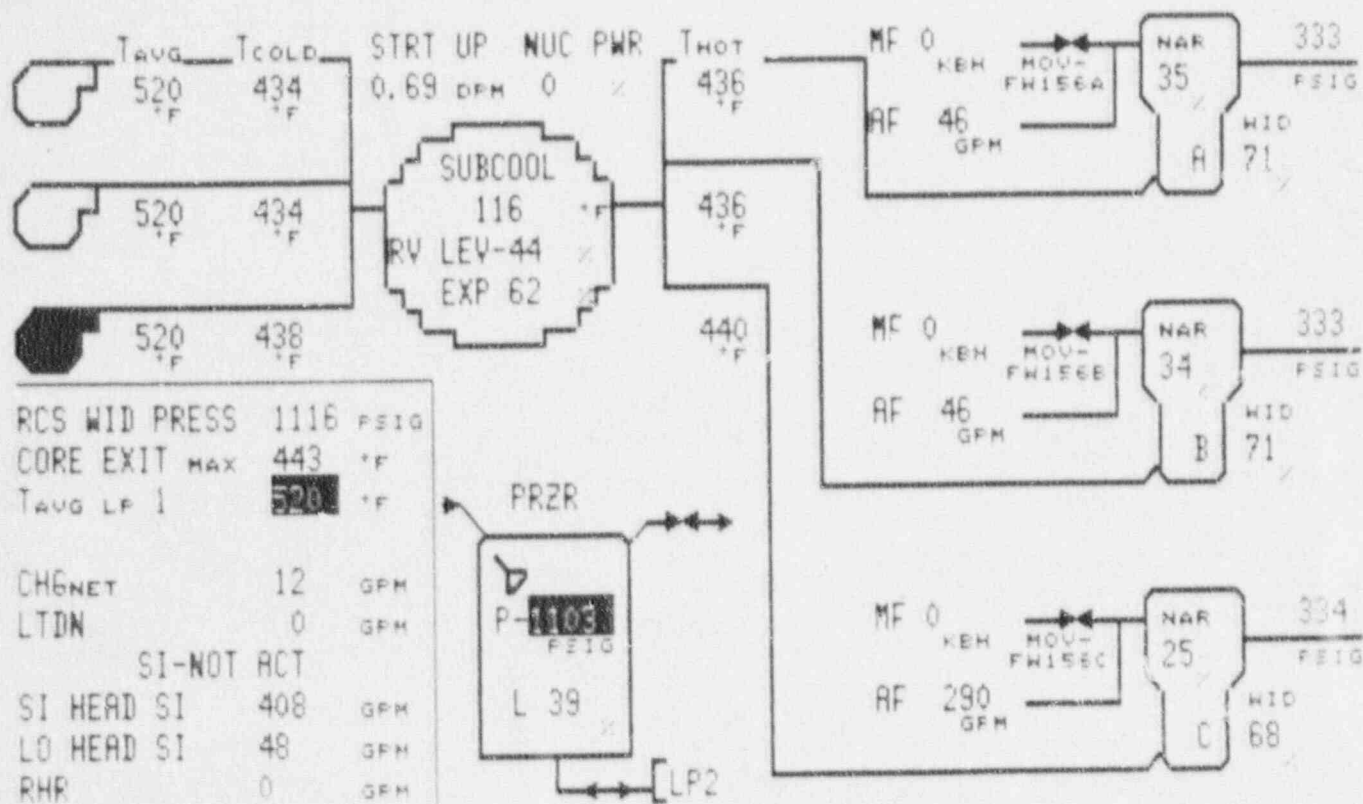 TAVG TCOLD STRT UP NUC PWR THOT
520 °F 434 °F 0.69 DPM 0 % 436 °F
MF 0 KBH MOV-FW156A NAR 35 % 333 PSIG
AF 46 GPM A WID 71 %
SUBCOOL
116 °F
RV LEV-44 %
EXP 62 %
520 °F 434 °F 436 °F
520 °F 438 °F 440 °F
MF 0 KBH MOV-FW156B NAR 34 % 333 PSIG
AF 46 GPM B WID 71 %
RCS WID PRESS 1116 PSIG
CORE EXIT MAX 443 °F
TAVG LP 1 520 °F
CHGNET 12 GPM
LTDN 0 GPM
SI-NOT ACT
SI HEAD SI 408 GPM
LO HEAD SI 48 GPM
RHR 0 GPM
PRZR
P-1103 PSIG
L 39 %
LP2
MF 0 KBH MOV-FW156C NAR 25 % 334 PSIG
AF 290 GPM C WID 68 %